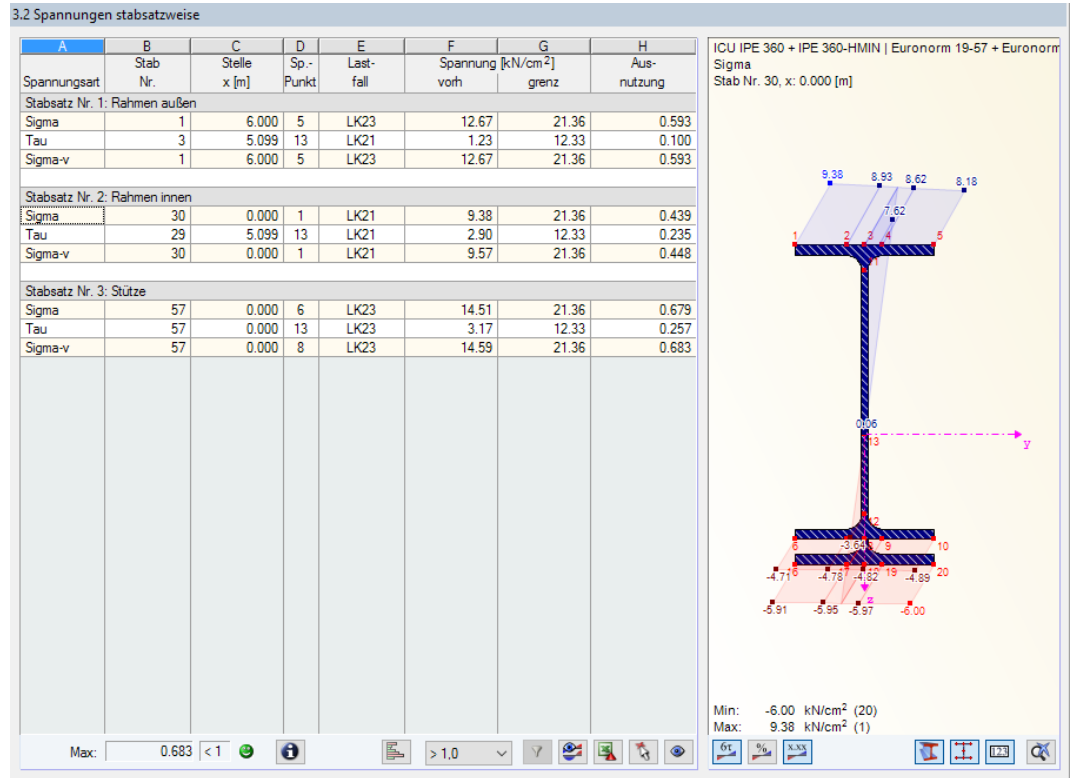 3.2 Spannungen stabsatzweise
A B C D E F G H
Stab Stelle Sp.- Last- Spannung [kN/cm²] Aus-
Spannungsart Nr. x [m] Punkt fall vorh grenz nutzung
Stabsatz Nr. 1: Rahmen außen
Sigma 1 6.000 5 LK23 12.67 21.36 0.593
Tau 3 5.099 13 LK21 1.23 12.33 0.100
Sigma-v 1 6.000 5 LK23 12.67 21.36 0.593
Stabsatz Nr. 2: Rahmen innen
Sigma 30 0.000 1 LK21 9.38 21.36 0.439
Tau 29 5.099 13 LK21 2.90 12.33 0.235
Sigma-v 30 0.000 1 LK21 9.57 21.36 0.448
Stabsatz Nr. 3: Stütze
Sigma 57 0.000 6 LK23 14.51 21.36 0.679
Tau 57 0.000 13 LK23 3.17 12.33 0.257
Sigma-v 57 0.000 8 LK23 14.59 21.36 0.683
Max: 0.683 < 1
> 1,0
ICU IPE 360 + IPE 360-HMIN | Euronorm 19-57 + Euronorm
Sigma
Stab Nr. 30, x: 0.000 [m]
9.38 8.93 8.62 8.18
7.62
1 2 3 4 5
0.06
13
y
12
6 -3.64 9 10
16 19 20
-4.71 -4.78 -4.82 -4.89
z
-5.91 -5.95 -5.97 -6.00
Min: -6.00 kN/cm² (20)
Max: 9.38 kN/cm² (1)
στ % x.xx 123